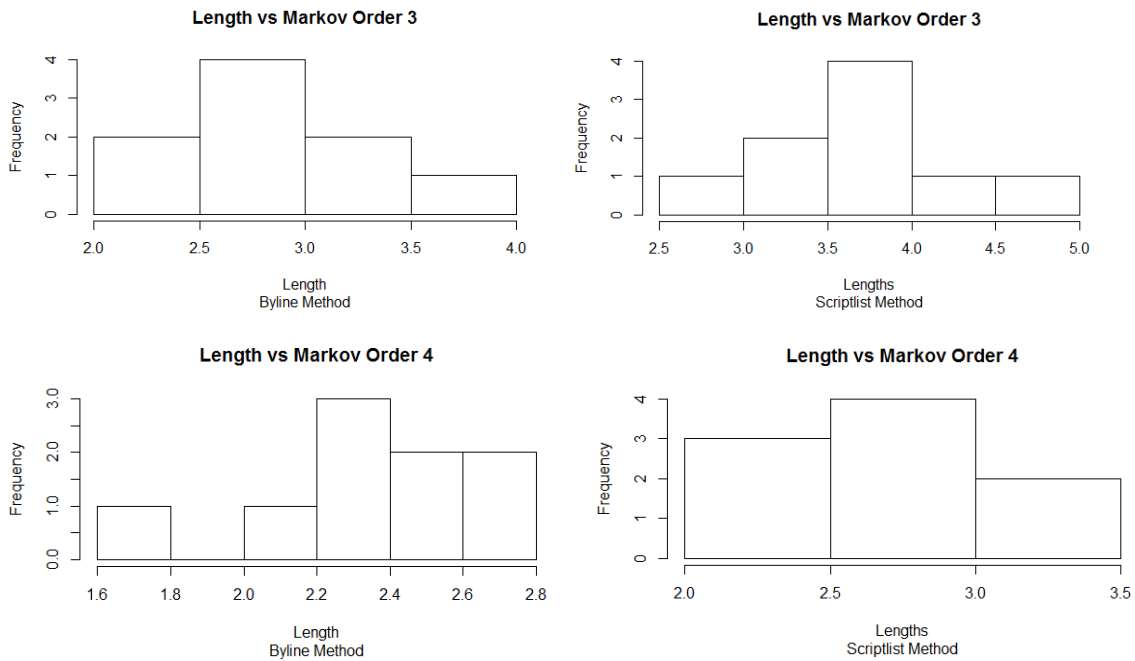 Length vs Markov Order 3
Frequency
0
1
2
3
4
2.0 2.5 3.0 3.5 4.0
Length
Byline Method
Length vs Markov Order 3
Frequency
0
1
2
3
4
2.5 3.0 3.5 4.0 4.5 5.0
Lengths
Scriptlist Method
Length vs Markov Order 4
Frequency
0.0
1.0
2.0
3.0
1.6 1.8 2.0 2.2 2.4 2.6 2.8
Length
Byline Method
Length vs Markov Order 4
Frequency
0
1
2
3
4
2.0 2.5 3.0 3.5
Lengths
Scriptlist Method